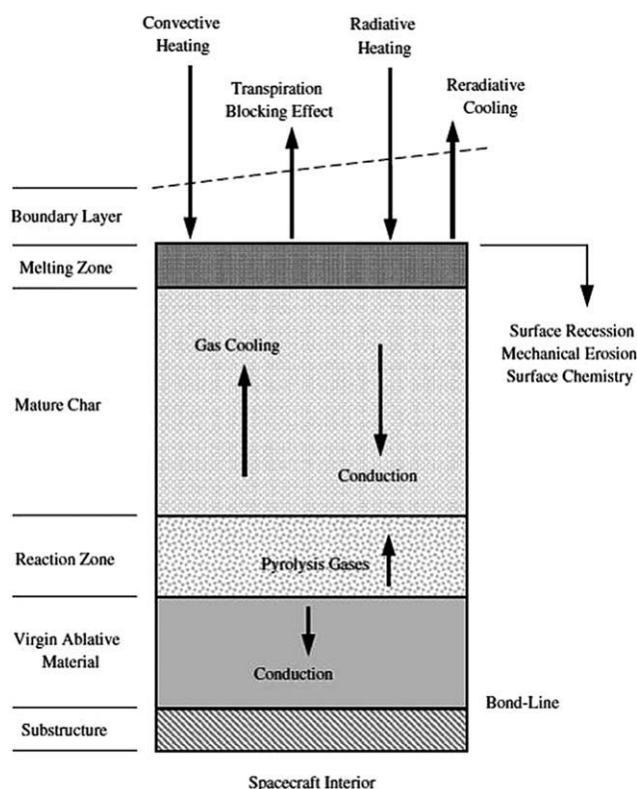 Convective
Heating
Radiative
Heating
Transpiration
Blocking Effect
Reradiative
Cooling
Boundary Layer
Melting Zone
Surface Recession
Mechanical Erosion
Surface Chemistry
Gas Cooling
Mature Char
Conduction
Reaction Zone
Pyrolysis Gases
Virgin Ablative
Material
Conduction
Bond-Line
Substructure
Spacecraft Interior